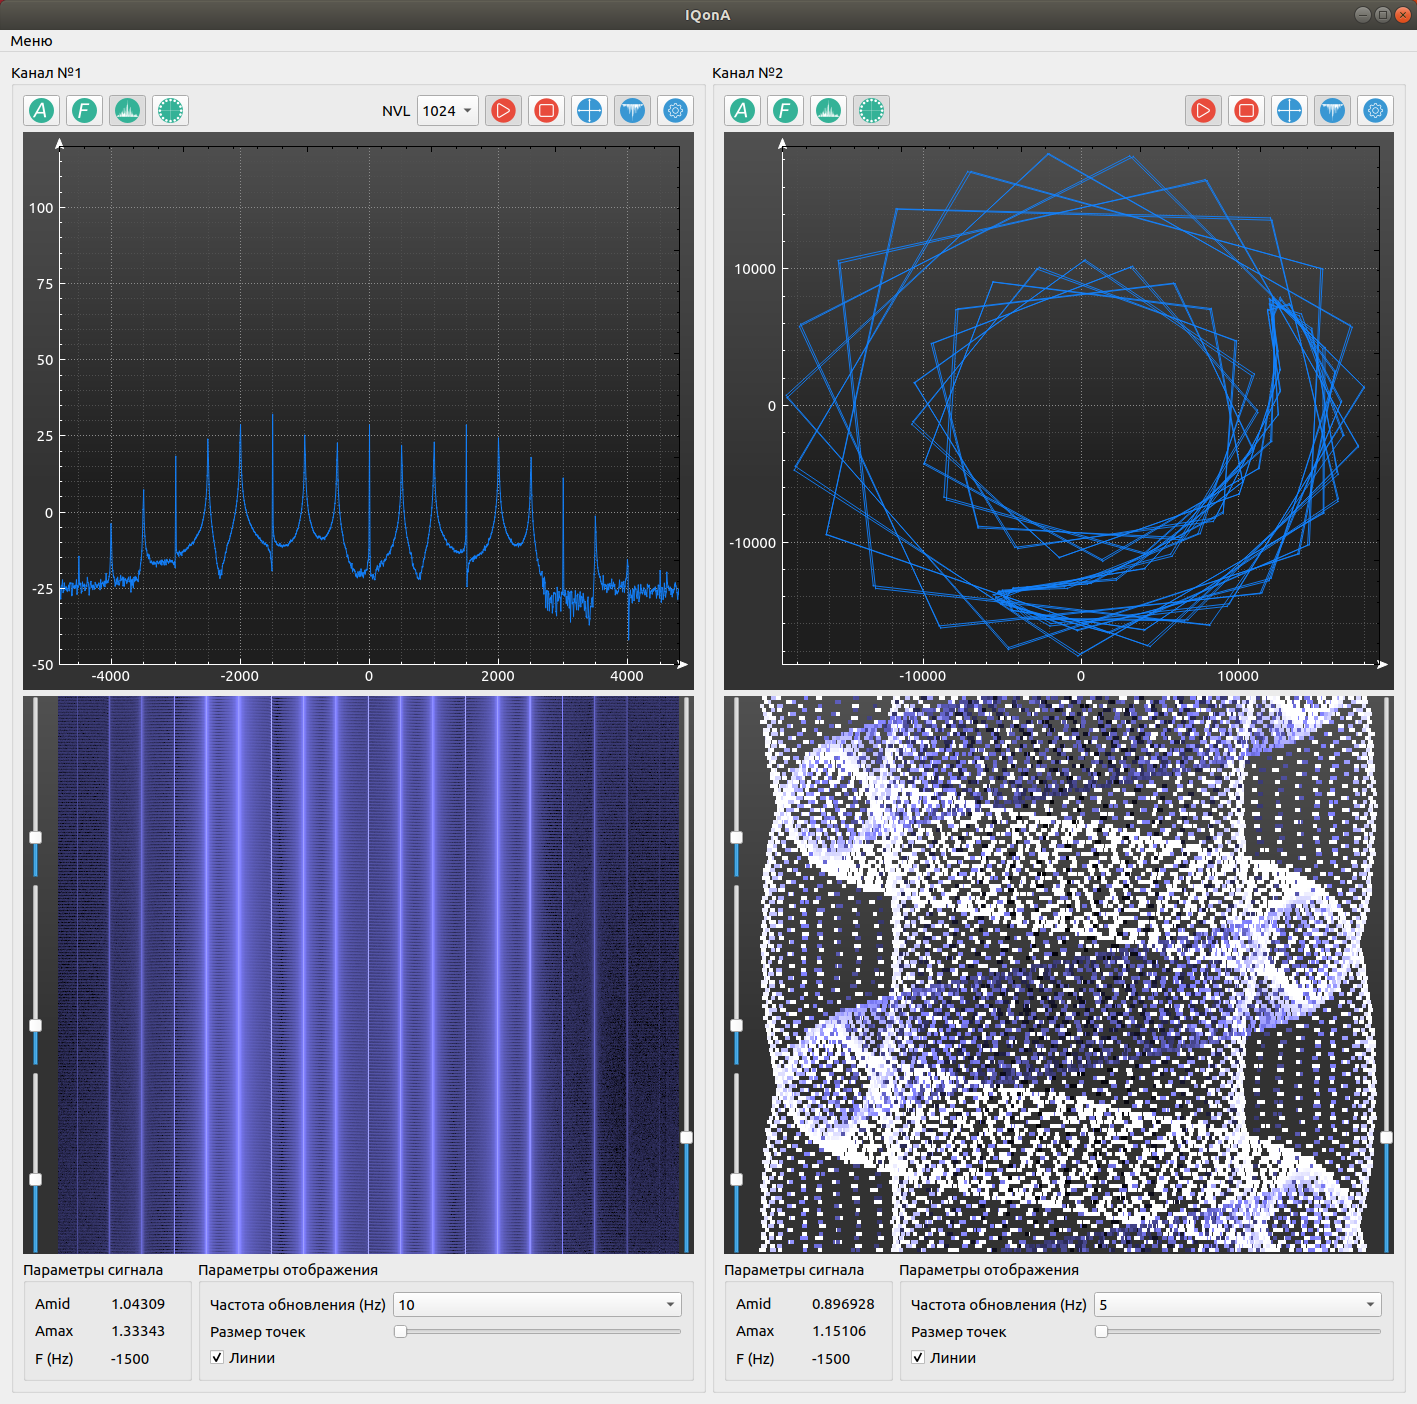 IQonA
Меню
Канал №1
Канал №2
A F NVL 1024
A F
100
75
50
25
0
-25
-50
-4000 -2000 0 2000 4000
10000
0
-10000
-10000 0 10000
Параметры сигнала
Amid 1.04309
Amax 1.33343
F (Hz) -1500
Параметры отображения
Частота обновления (Hz) 10
Размер точек
Линии
Параметры сигнала
Amid 0.896928
Amax 1.15106
F (Hz) -1500
Параметры отображения
Частота обновления (Hz) 5
Размер точек
Линии